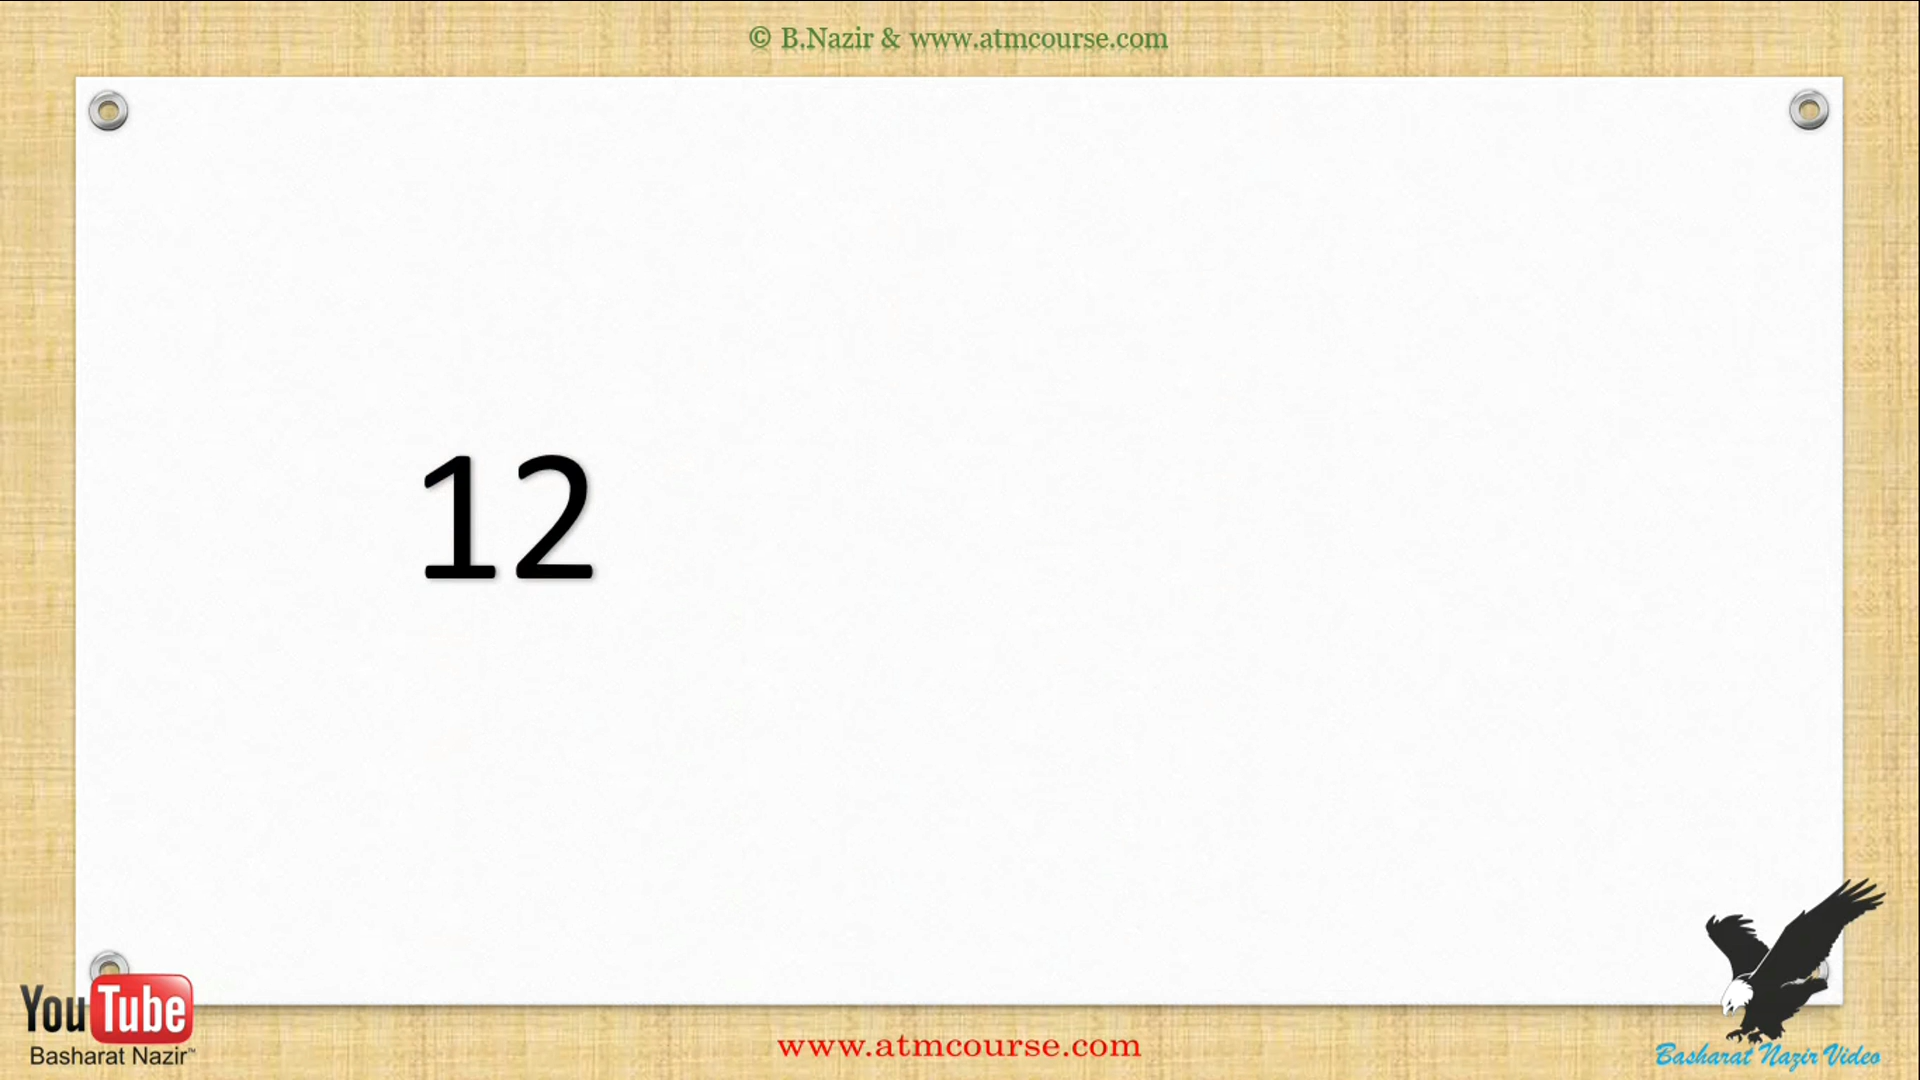 © B.Nazir & www.atmcourse.com
12
YouTube
Basharat Nazir™
www.atmcourse.com
Basharat Nazir Video